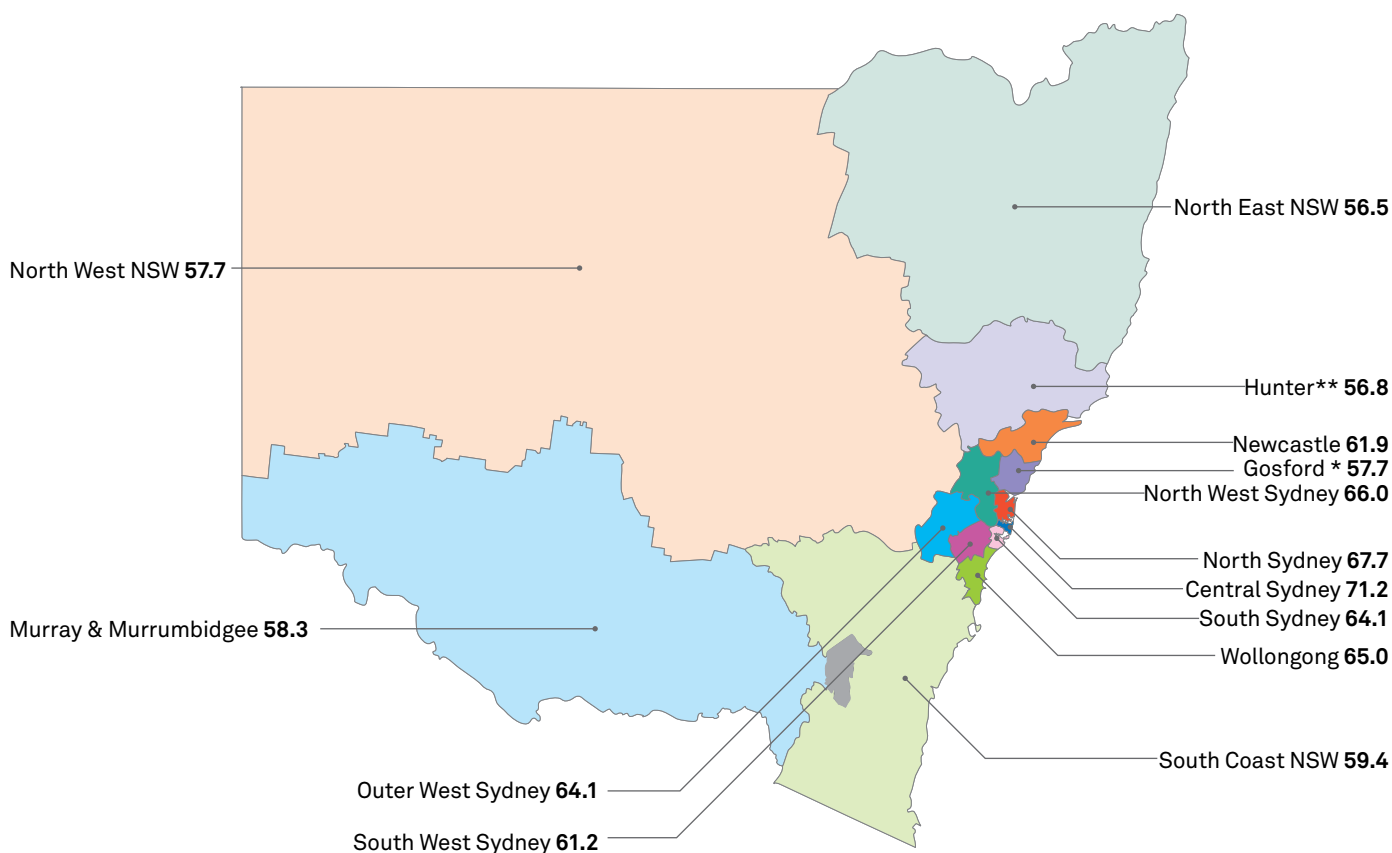 North East NSW 56.5
North West NSW 57.7
Hunter** 56.8
Newcastle 61.9
Gosford * 57.7
North West Sydney 66.0
North Sydney 67.7
Central Sydney 71.2
South Sydney 64.1
Murray & Murrumbidgee 58.3
Wollongong 65.0
South Coast NSW 59.4
Outer West Sydney 64.1
South West Sydney 61.2